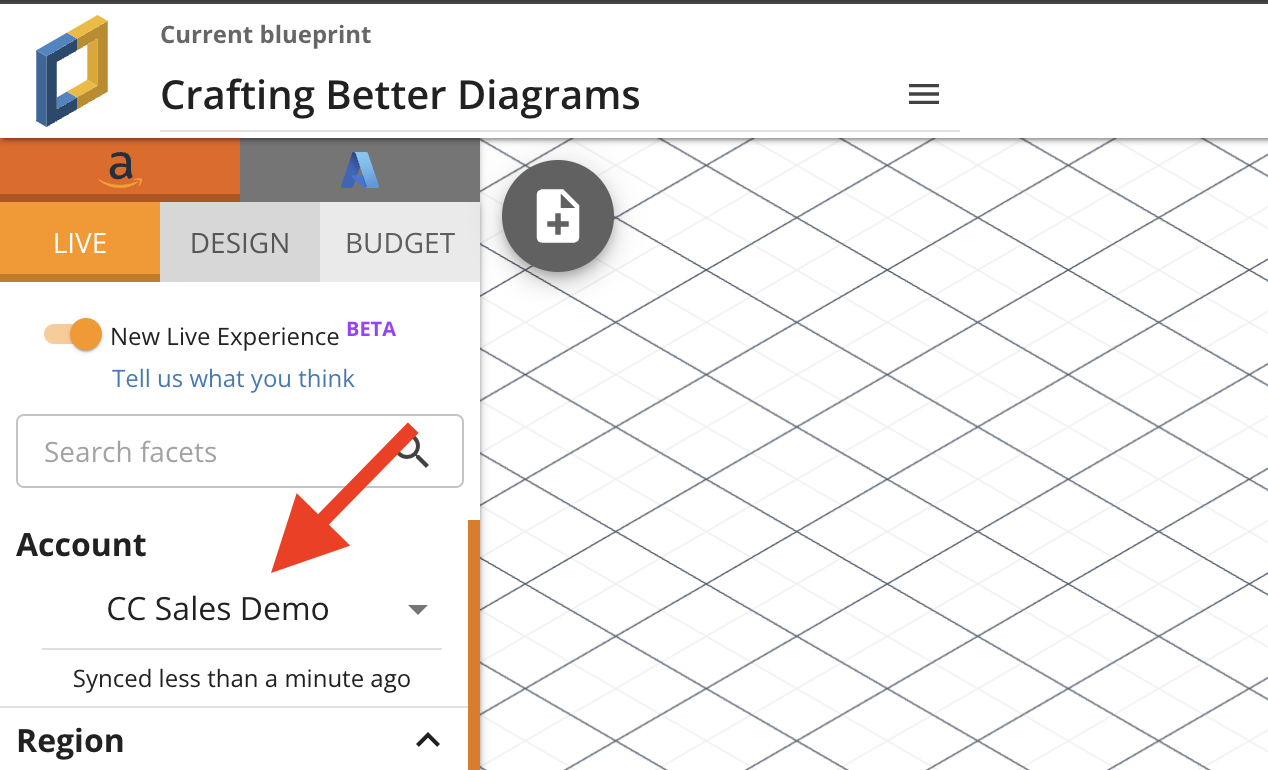 Current blueprint
Crafting Better Diagrams
a
LIVE DESIGN BUDGET
New Live Experience BETA
Tell us what you think
Search facets
Account
CC Sales Demo
Synced less than a minute ago
Region